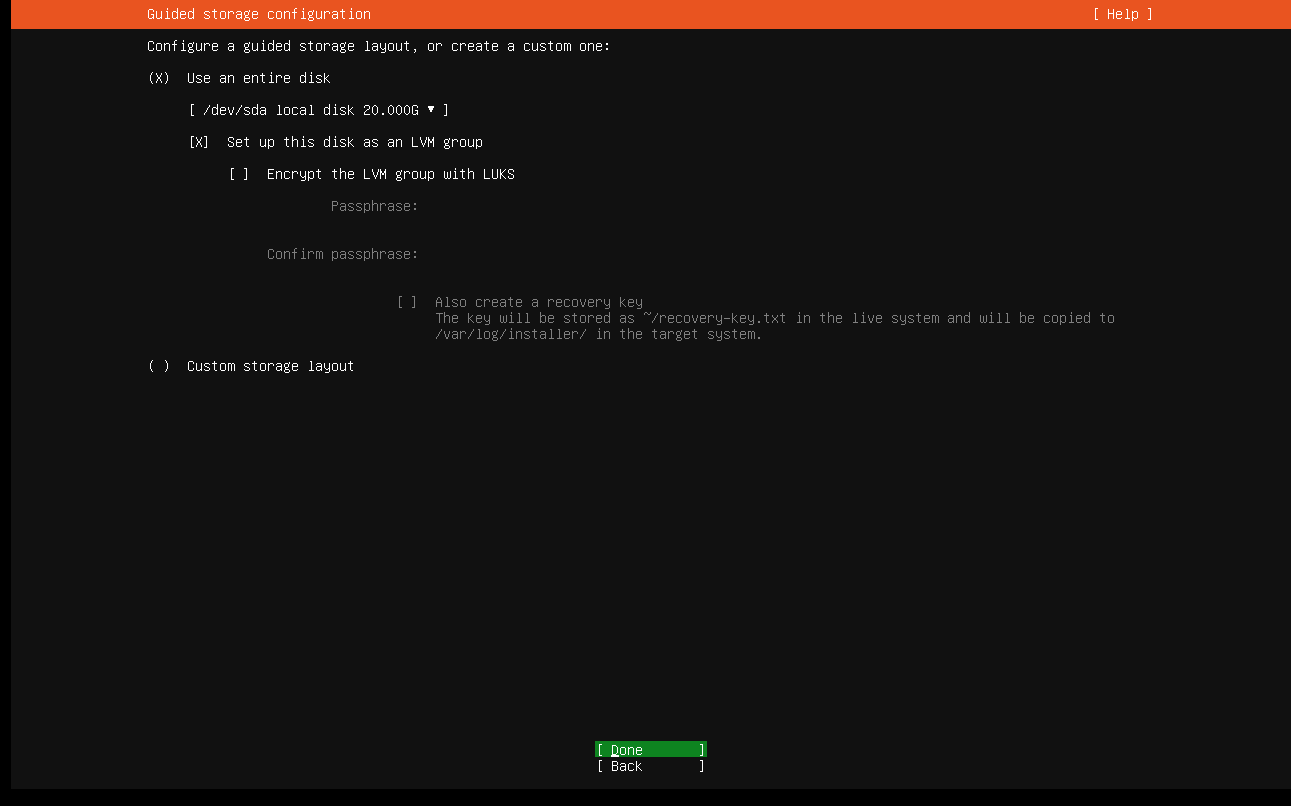 Guided storage configuration [ Help ]
Configure a guided storage layout, or create a custom one:
(X) Use an entire disk
[ /dev/sda local disk 20.000G ▾ ]
[X] Set up this disk as an LVM group
[ ] Encrypt the LVM group with LUKS
Passphrase:
Confirm passphrase:
[ ] Also create a recovery key
The key will be stored as ~/recovery-key.txt in the live system and will be copied to
/var/log/installer/ in the target system.
( ) Custom storage layout
[ Done ]
[ Back ]